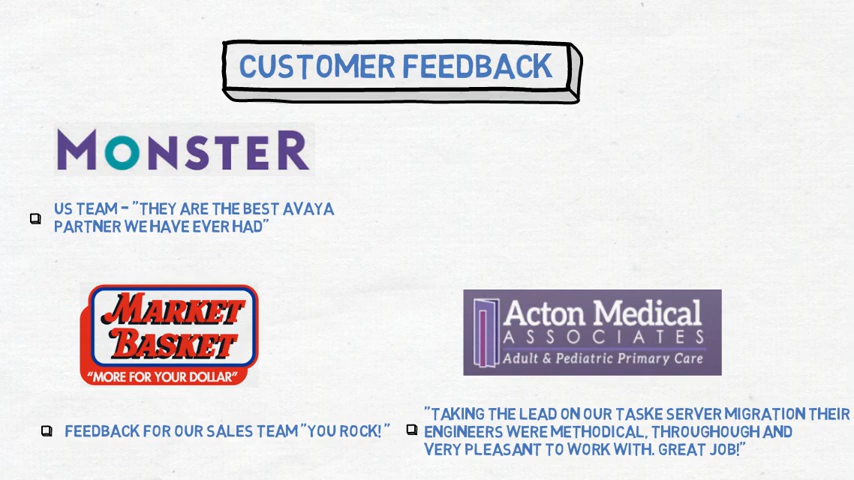 CUSTOMER FEEDBACK
MONSTER
US TEAM - "THEY ARE THE BEST AVAYA
PARTNER WE HAVE EVER HAD"
MARKET
BASKET
"MORE FOR YOUR DOLLAR"
FEEDBACK FOR OUR SALES TEAM "YOU ROCK! "
Acton Medical
ASSOCIATES
Adult & Pediatric Primary Care
"TAKING THE LEAD ON OUR TASKE SERVER MIGRATION THEIR
ENGINEERS WERE METHODICAL, THROUGHOUGH AND
VERY PLEASANT TO WORK WITH. GREAT JOB!"